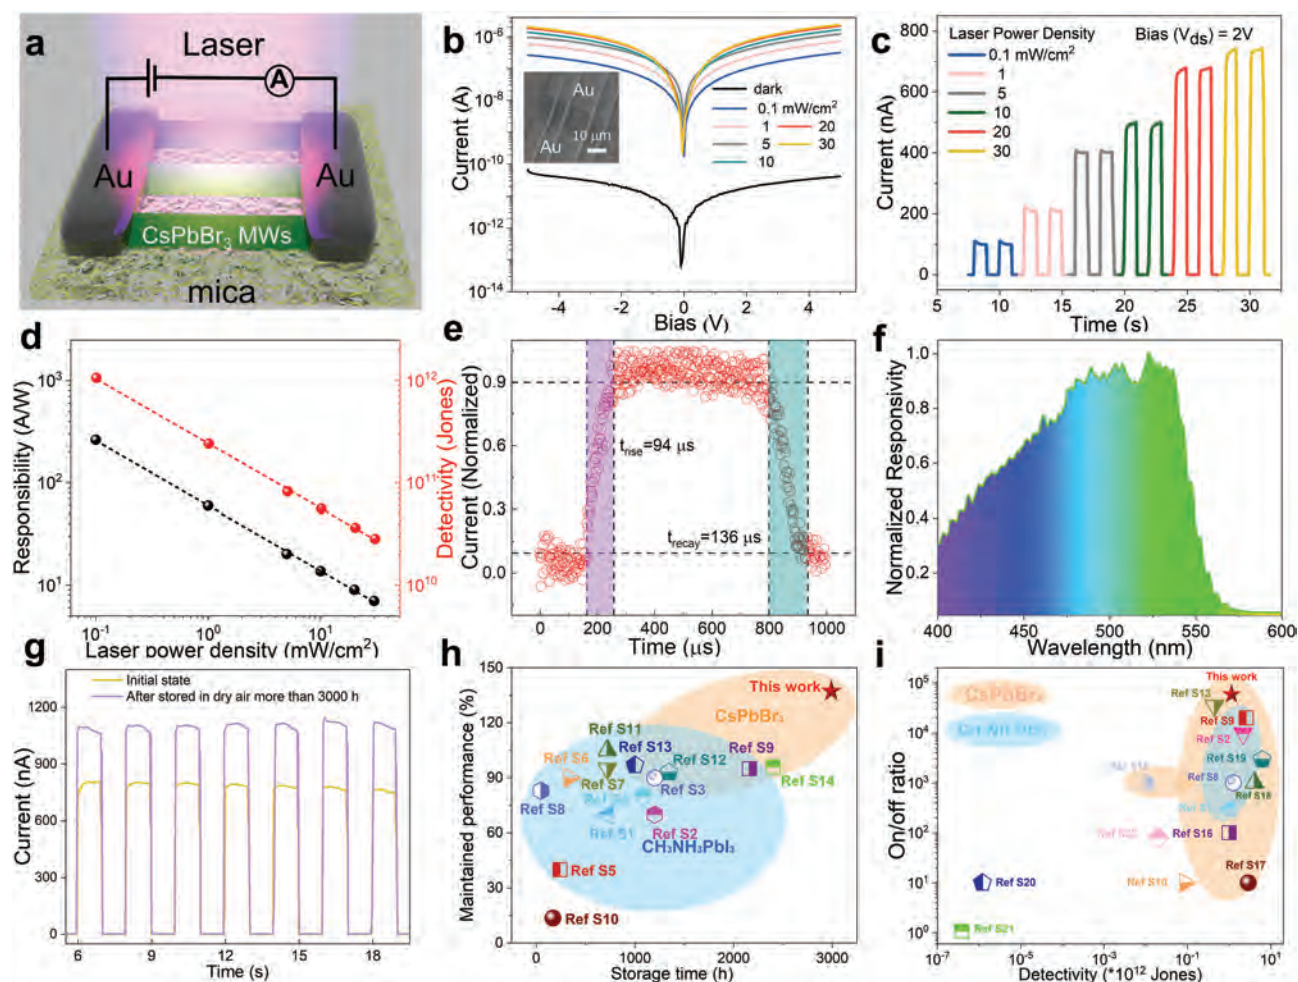 a
Laser
A
Au
Au
CsPbBr₃ MWs
mica
b
Current (A)
10⁻⁶
10⁻⁸
10⁻¹⁰
10⁻¹²
10⁻¹⁴
Au
Au
10 μm
dark
0.1 mW/cm²
1
20
5
30
10
-4
-2
0
2
4
Bias (V)
c
Current (nA)
800
600
400
200
0
Laser Power Density
Bias (Vds) = 2V
0.1 mW/cm²
1
5
10
20
30
5
10
15
20
25
30
Time (s)
d
Responsibility (A/W)
10³
10²
10¹
Detectivity (Jones)
10¹²
10¹¹
10¹⁰
10⁻¹
10⁰
10¹
Laser power density (mW/cm²)
e
Current (Normalized)
0.9
0.6
0.3
0.0
trise=94 μs
trecay=136 μs
0
200
400
600
800
1000
Time (μs)
f
Normalized Responsivity
1.0
0.8
0.6
0.4
0.2
400
450
500
550
600
Wavelength (nm)
g
Initial state
After stored in dry air more than 3000 h
Current (nA)
1200
900
600
300
0
6
9
12
15
18
Time (s)
h
Maintained performance (%)
150
120
90
60
30
0
This work
CsPbBr₃
Ref S11
Ref S13
Ref S6
Ref S12
Ref S9
Ref S7
Ref S3
Ref S14
Ref S8
Ref S1
Ref S2
CH₃NH₃PbI₃
Ref S5
Ref S10
0
1000
2000
3000
Storage time (h)
i
On/off ratio
10⁵
10⁴
10³
10²
10¹
10⁰
This work
CsPbBr₃
Ref S13
Ref S9
Ref S2
Ref S19
Ref S8
Ref S18
Ref S16
Ref S17
Ref S20
Ref S10
Ref S21
10⁻⁷
10⁻⁵
10⁻³
10⁻¹
10¹
Detectivity (*10¹² Jones)